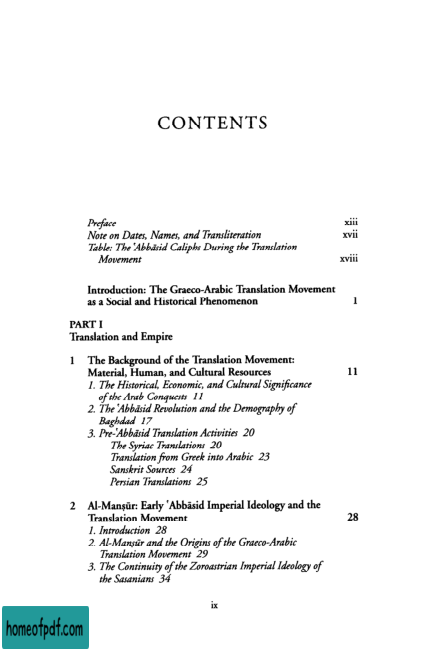 CONTENTS
Preface xiii
Note on Dates, Names, and Transliteration xvii
Table: The ʿAbbāsid Caliphs During the Translation
Movement xviii
Introduction: The Graeco-Arabic Translation Movement
as a Social and Historical Phenomenon 1
PART I
Translation and Empire
1 The Background of the Translation Movement:
Material, Human, and Cultural Resources 11
1. The Historical, Economic, and Cultural Significance
of the Arab Conquests 11
2. The ʿAbbāsid Revolution and the Demography of
Baghdad 17
3. Pre-ʿAbbāsid Translation Activities 20
The Syriac Translations 20
Translation from Greek into Arabic 23
Sanskrit Sources 24
Persian Translations 25
2 Al-Manṣūr: Early ʿAbbāsid Imperial Ideology and the
Translation Movement 28
1. Introduction 28
2. Al-Manṣūr and the Origins of the Graeco-Arabic
Translation Movement 29
3. The Continuity of the Zoroastrian Imperial Ideology of
the Sasanians 34
ix
homeofpdf.com